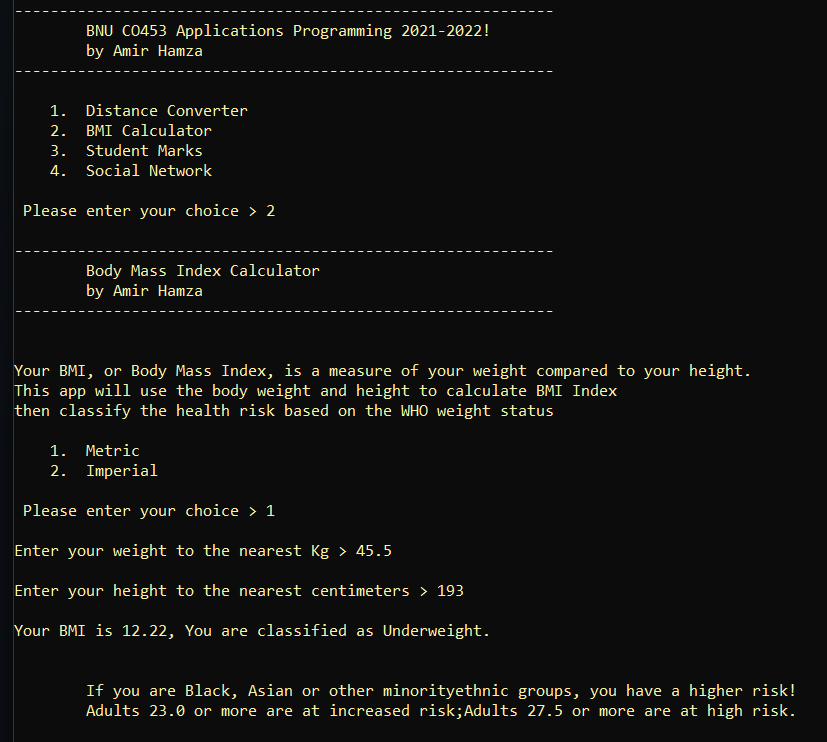 ------------------------------------------------------------
BNU CO453 Applications Programming 2021-2022!
by Amir Hamza
------------------------------------------------------------
1. Distance Converter
2. BMI Calculator
3. Student Marks
4. Social Network
Please enter your choice > 2
------------------------------------------------------------
Body Mass Index Calculator
by Amir Hamza
------------------------------------------------------------
Your BMI, or Body Mass Index, is a measure of your weight compared to your height.
This app will use the body weight and height to calculate BMI Index
then classify the health risk based on the WHO weight status
1. Metric
2. Imperial
Please enter your choice > 1
Enter your weight to the nearest Kg > 45.5
Enter your height to the nearest centimeters > 193
Your BMI is 12.22, You are classified as Underweight.
If you are Black, Asian or other minorityethnic groups, you have a higher risk!
Adults 23.0 or more are at increased risk;Adults 27.5 or more are at high risk.